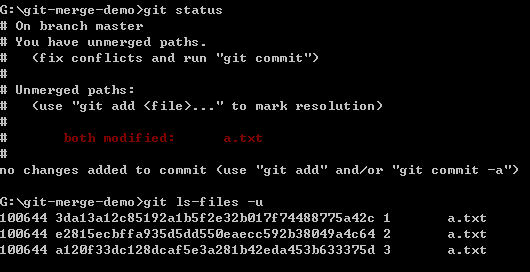 G:\git-merge-demo>git status
# On branch master
# You have unmerged paths.
#   (fix conflicts and run "git commit")
#
# Unmerged paths:
#   (use "git add <file>..." to mark resolution)
#
#       both modified:      a.txt
#
no changes added to commit (use "git add" and/or "git commit -a")
G:\git-merge-demo>git ls-files -u
100644 3da13a12c85192a1b5f2e32b017f74488775a42c 1       a.txt
100644 e2815ecbffa935d5dd550eaecc592b38049a4c64 2       a.txt
100644 a120f33dc128dcaf5e3a281b42eda453b633375d 3       a.txt